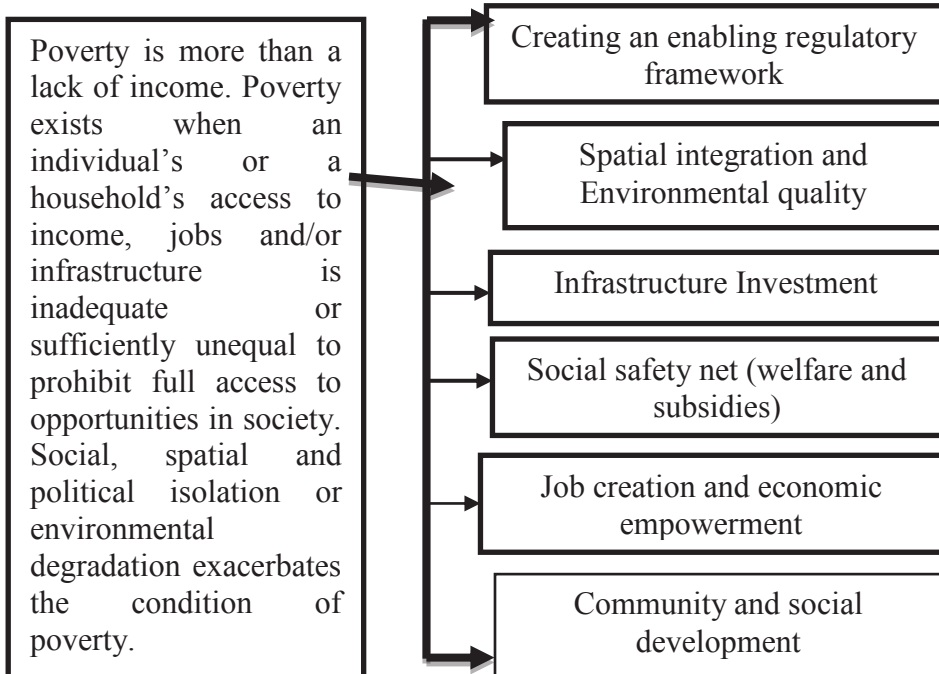 Poverty is more than a
lack of income. Poverty
exists when an
individual’s or a
household’s access to
income, jobs and/or
infrastructure is
inadequate or
sufficiently unequal to
prohibit full access to
opportunities in society.
Social, spatial and
political isolation or
environmental
degradation exacerbates
the condition of
poverty.
Creating an enabling regulatory
framework
Spatial integration and
Environmental quality
Infrastructure Investment
Social safety net (welfare and
subsidies)
Job creation and economic
empowerment
Community and social
development